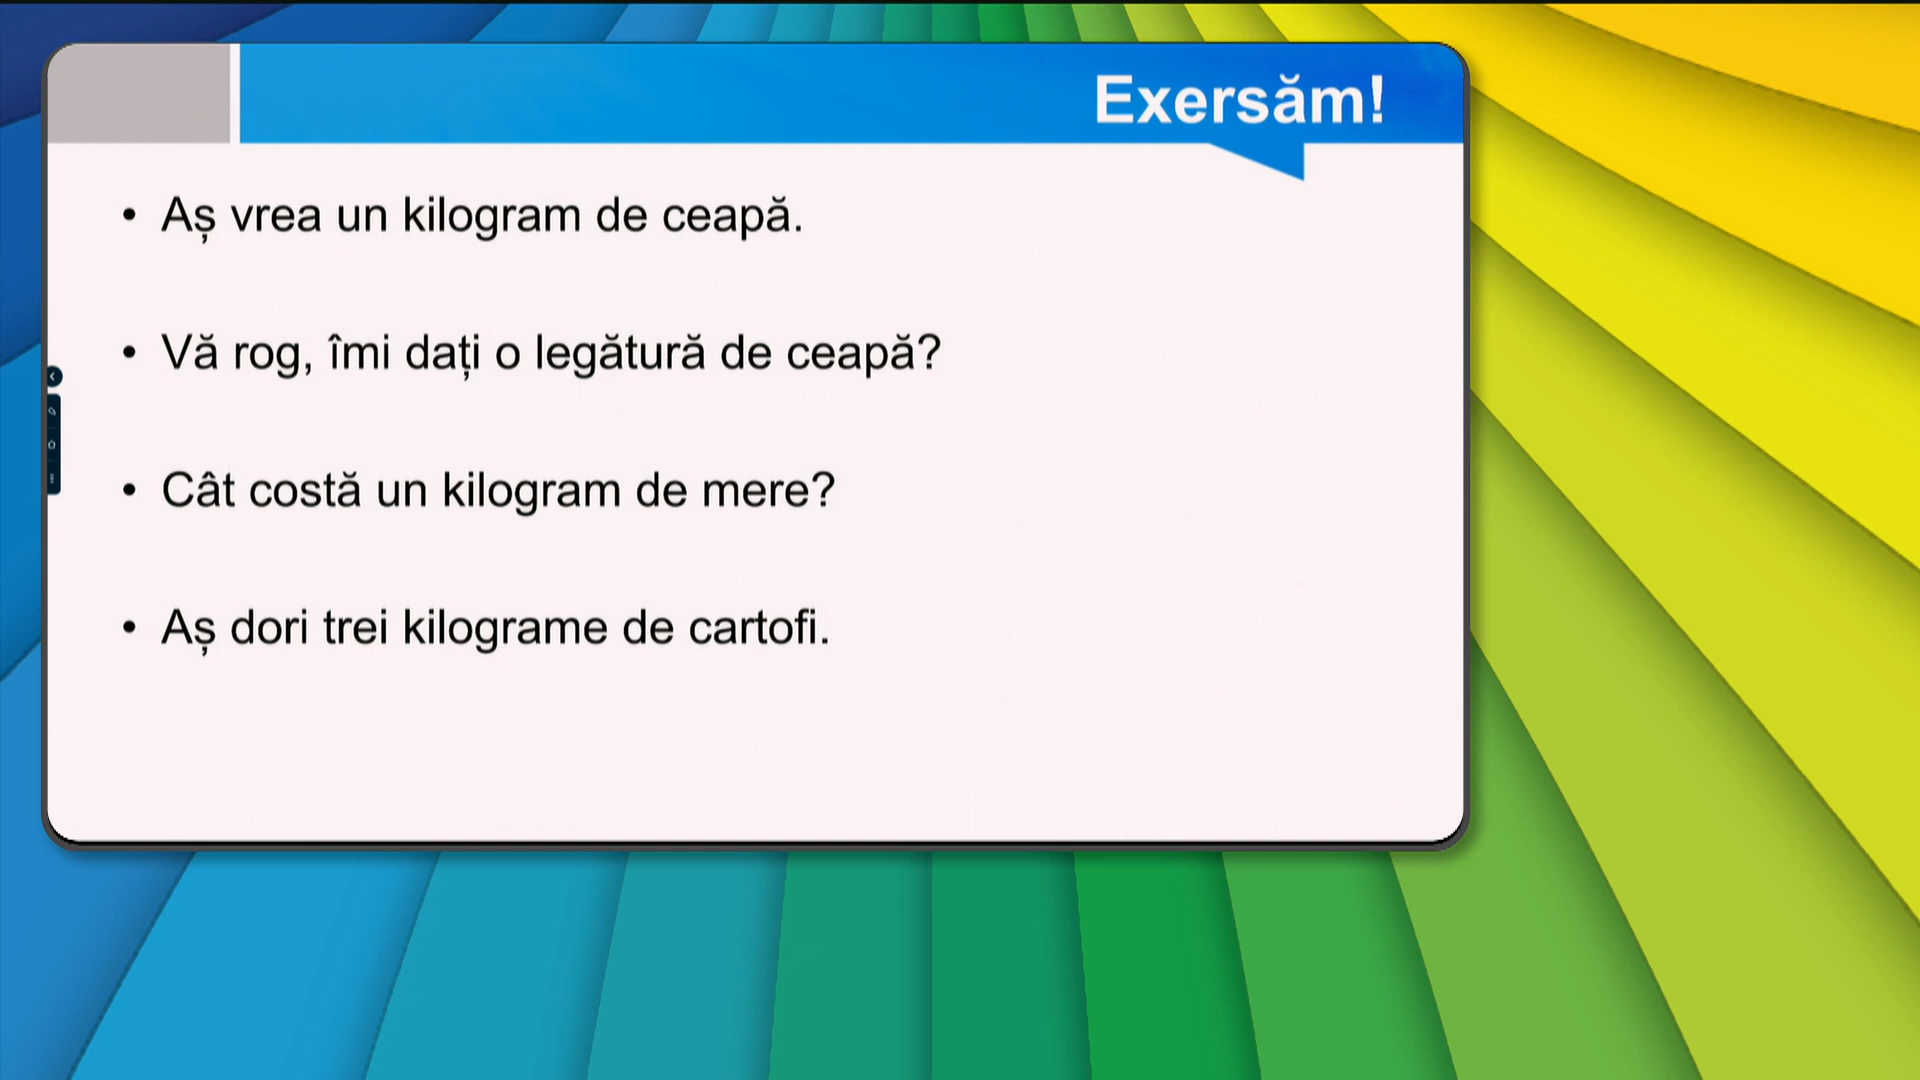 Exersăm!
• Aș vrea un kilogram de ceapă.
• Vă rog, îmi dați o legătură de ceapă?
• Cât costă un kilogram de mere?
• Aș dori trei kilograme de cartofi.